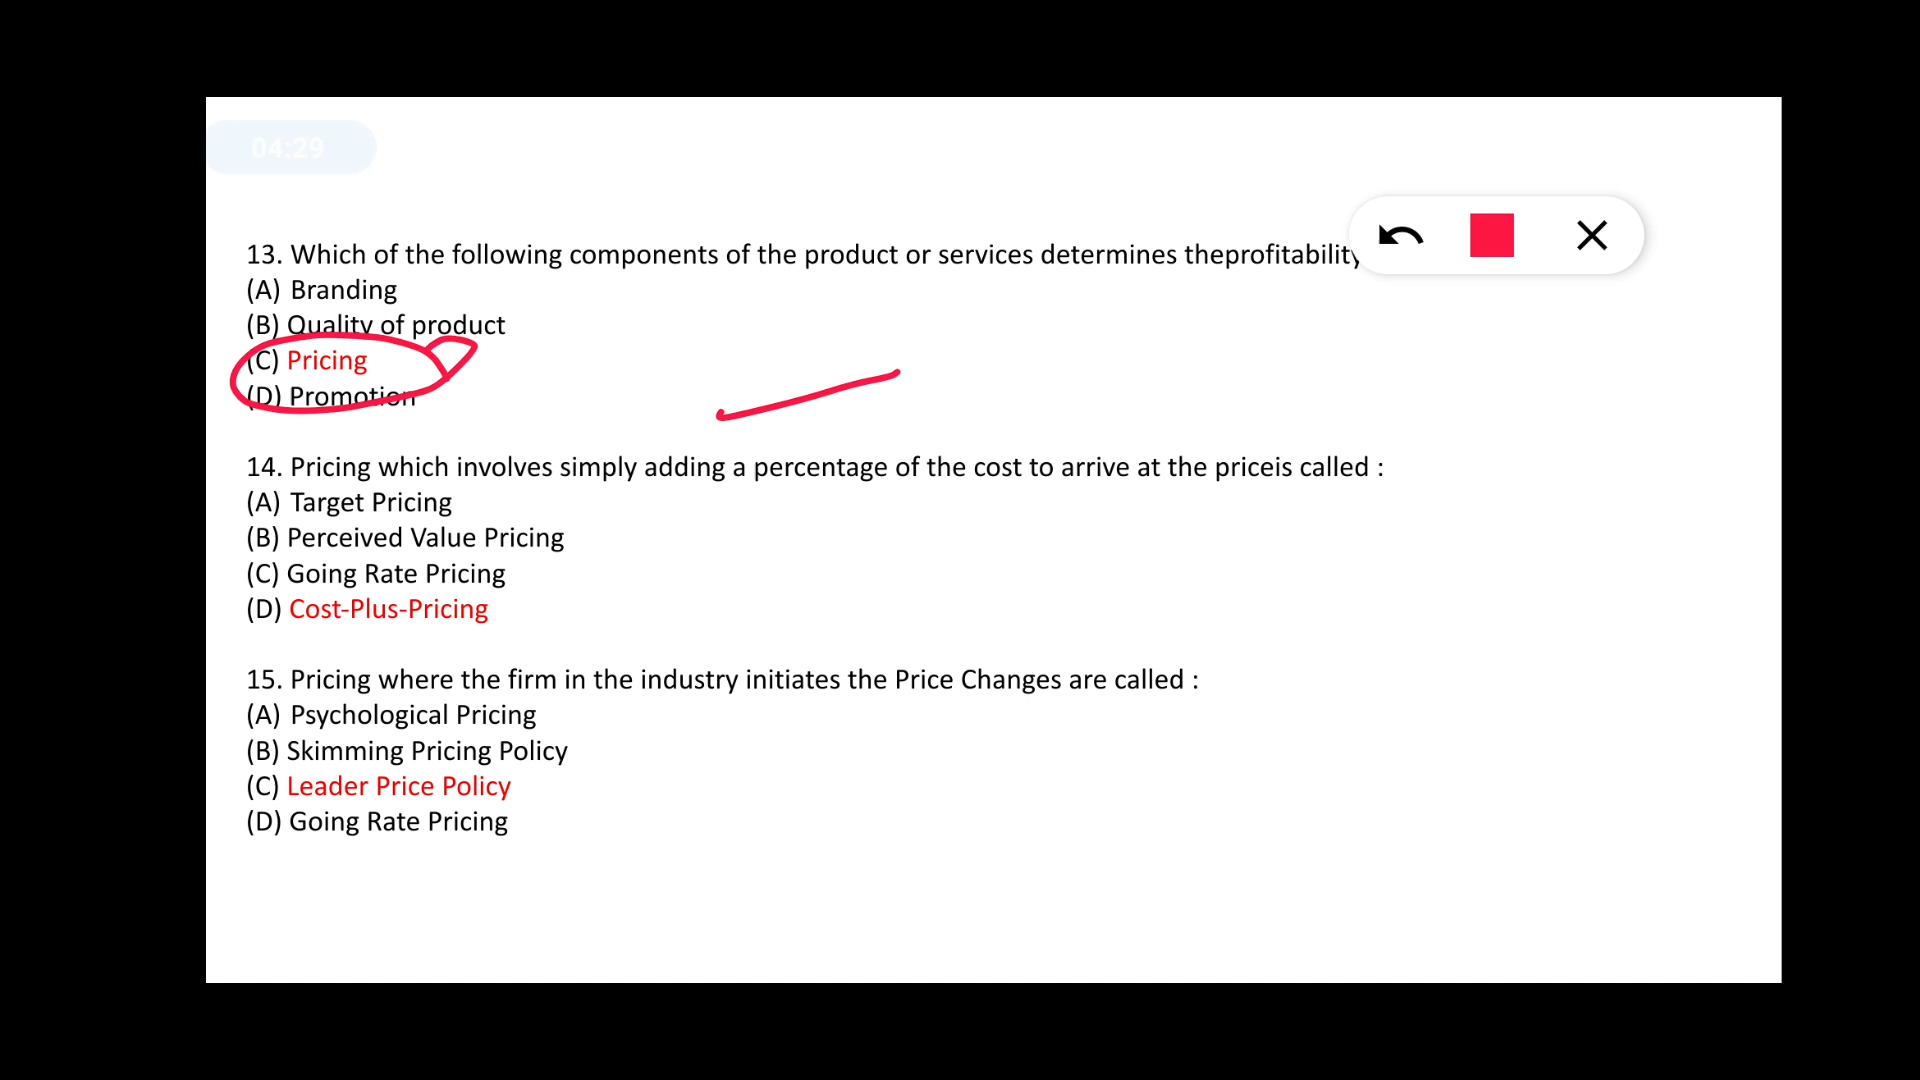 04:29
13. Which of the following components of the product or services determines theprofitability
(A) Branding
(B) Quality of product
(C) Pricing
(D) Promotion
14. Pricing which involves simply adding a percentage of the cost to arrive at the priceis called :
(A) Target Pricing
(B) Perceived Value Pricing
(C) Going Rate Pricing
(D) Cost-Plus-Pricing
15. Pricing where the firm in the industry initiates the Price Changes are called :
(A) Psychological Pricing
(B) Skimming Pricing Policy
(C) Leader Price Policy
(D) Going Rate Pricing